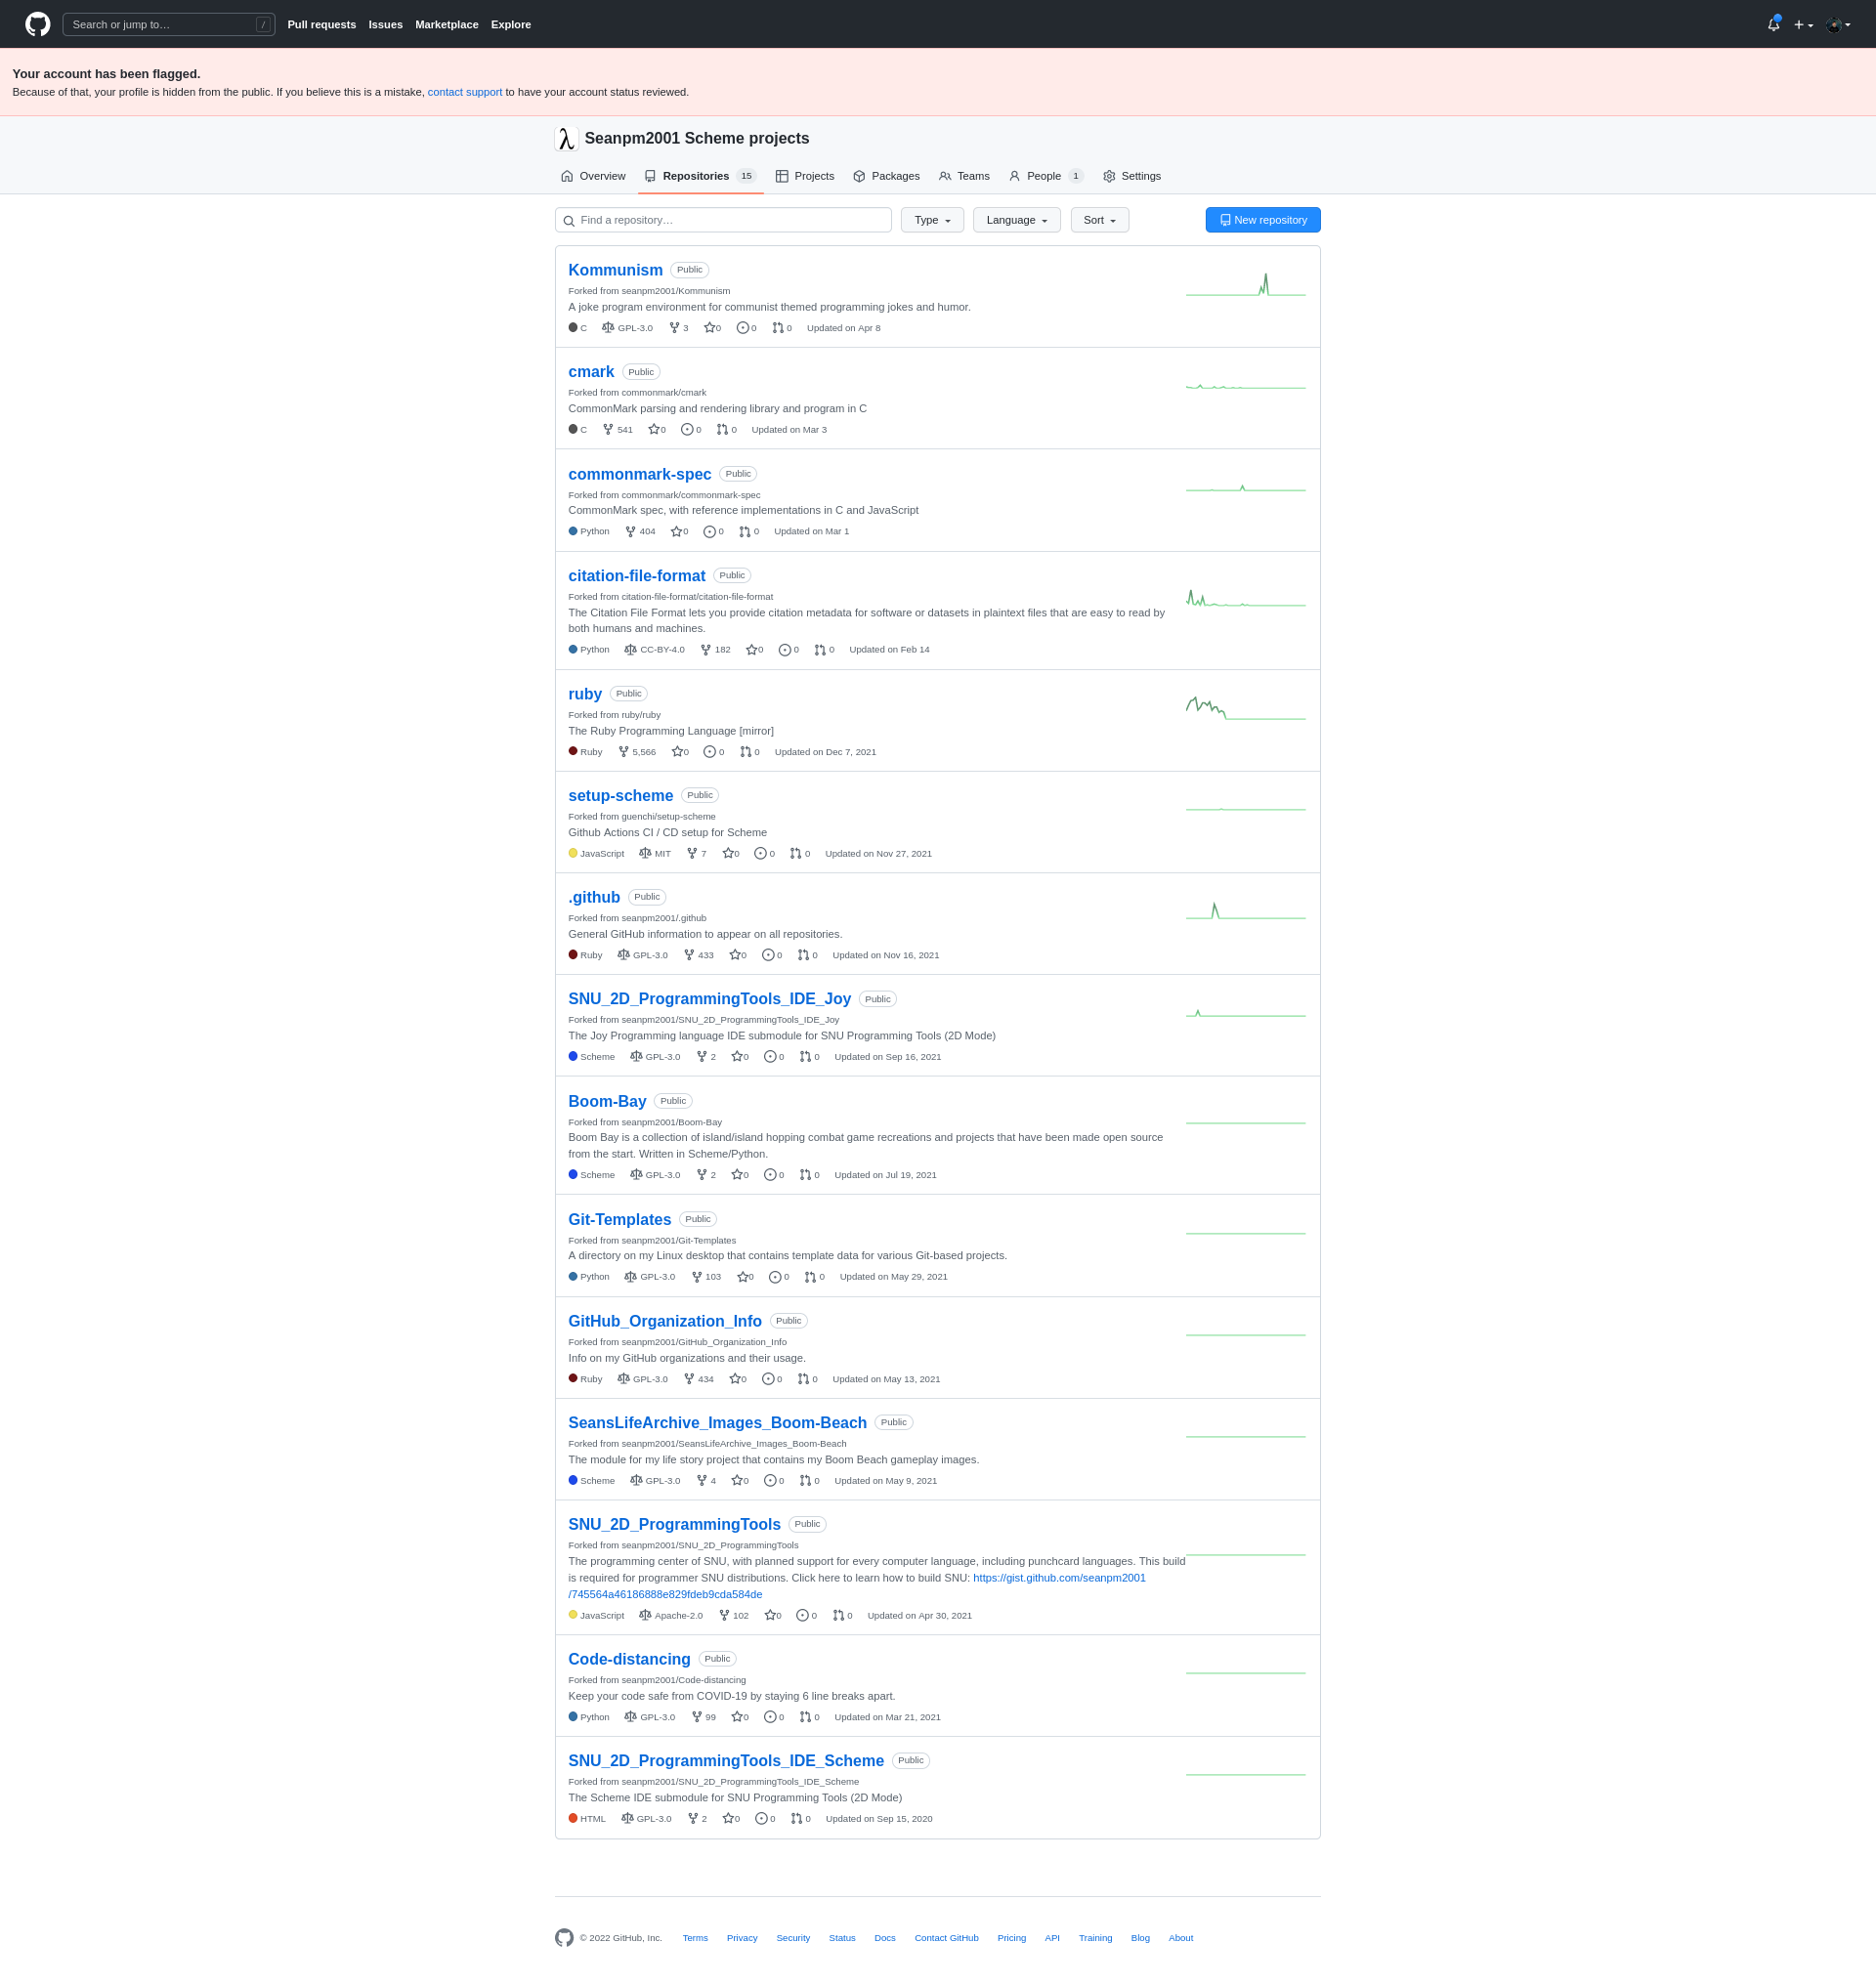 Search or jump to… /
Pull requests Issues Marketplace Explore
Your account has been flagged.
Because of that, your profile is hidden from the public. If you believe this is a mistake, contact support to have your account status reviewed.
λ Seanpm2001 Scheme projects
Overview Repositories 15 Projects Packages Teams People 1 Settings
Find a repository… Type Language Sort New repository
Kommunism Public
Forked from seanpm2001/Kommunism
A joke program environment for communist themed programming jokes and humor.
C GPL-3.0 3 0 0 0 Updated on Apr 8
cmark Public
Forked from commonmark/cmark
CommonMark parsing and rendering library and program in C
C 541 0 0 0 Updated on Mar 3
commonmark-spec Public
Forked from commonmark/commonmark-spec
CommonMark spec, with reference implementations in C and JavaScript
Python 404 0 0 0 Updated on Mar 1
citation-file-format Public
Forked from citation-file-format/citation-file-format
The Citation File Format lets you provide citation metadata for software or datasets in plaintext files that are easy to read by
both humans and machines.
Python CC-BY-4.0 182 0 0 0 Updated on Feb 14
ruby Public
Forked from ruby/ruby
The Ruby Programming Language [mirror]
Ruby 5,566 0 0 0 Updated on Dec 7, 2021
setup-scheme Public
Forked from guenchi/setup-scheme
Github Actions CI / CD setup for Scheme
JavaScript MIT 7 0 0 0 Updated on Nov 27, 2021
.github Public
Forked from seanpm2001/.github
General GitHub information to appear on all repositories.
Ruby GPL-3.0 433 0 0 0 Updated on Nov 16, 2021
SNU_2D_ProgrammingTools_IDE_Joy Public
Forked from seanpm2001/SNU_2D_ProgrammingTools_IDE_Joy
The Joy Programming language IDE submodule for SNU Programming Tools (2D Mode)
Scheme GPL-3.0 2 0 0 0 Updated on Sep 16, 2021
Boom-Bay Public
Forked from seanpm2001/Boom-Bay
Boom Bay is a collection of island/island hopping combat game recreations and projects that have been made open source
from the start. Written in Scheme/Python.
Scheme GPL-3.0 2 0 0 0 Updated on Jul 19, 2021
Git-Templates Public
Forked from seanpm2001/Git-Templates
A directory on my Linux desktop that contains template data for various Git-based projects.
Python GPL-3.0 103 0 0 0 Updated on May 29, 2021
GitHub_Organization_Info Public
Forked from seanpm2001/GitHub_Organization_Info
Info on my GitHub organizations and their usage.
Ruby GPL-3.0 434 0 0 0 Updated on May 13, 2021
SeansLifeArchive_Images_Boom-Beach Public
Forked from seanpm2001/SeansLifeArchive_Images_Boom-Beach
The module for my life story project that contains my Boom Beach gameplay images.
Scheme GPL-3.0 4 0 0 0 Updated on May 9, 2021
SNU_2D_ProgrammingTools Public
Forked from seanpm2001/SNU_2D_ProgrammingTools
The programming center of SNU, with planned support for every computer language, including punchcard languages. This build
is required for programmer SNU distributions. Click here to learn how to build SNU: https://gist.github.com/seanpm2001
/745564a46186888e829fdeb9cda584de
JavaScript Apache-2.0 102 0 0 0 Updated on Apr 30, 2021
Code-distancing Public
Forked from seanpm2001/Code-distancing
Keep your code safe from COVID-19 by staying 6 line breaks apart.
Python GPL-3.0 99 0 0 0 Updated on Mar 21, 2021
SNU_2D_ProgrammingTools_IDE_Scheme Public
Forked from seanpm2001/SNU_2D_ProgrammingTools_IDE_Scheme
The Scheme IDE submodule for SNU Programming Tools (2D Mode)
HTML GPL-3.0 2 0 0 0 Updated on Sep 15, 2020
© 2022 GitHub, Inc. Terms Privacy Security Status Docs Contact GitHub Pricing API Training Blog About